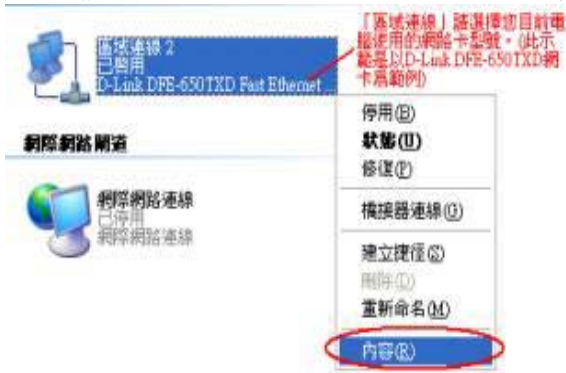 「區域連線」請選擇您目前電
腦使用的網路卡型號。(此示
範是以D-Link DFE-650TXD網
卡為範例)
區域連線 2
已啟用
D-Link DFE-650TXD Fast Ethernet ...
網際網路閘道
網際網路連線
已停用
網際網路連線
停用(B)
狀態(U)
修復(P)
橋接器連線(G)
建立捷徑(S)
刪除(D)
重新命名(M)
內容(R)